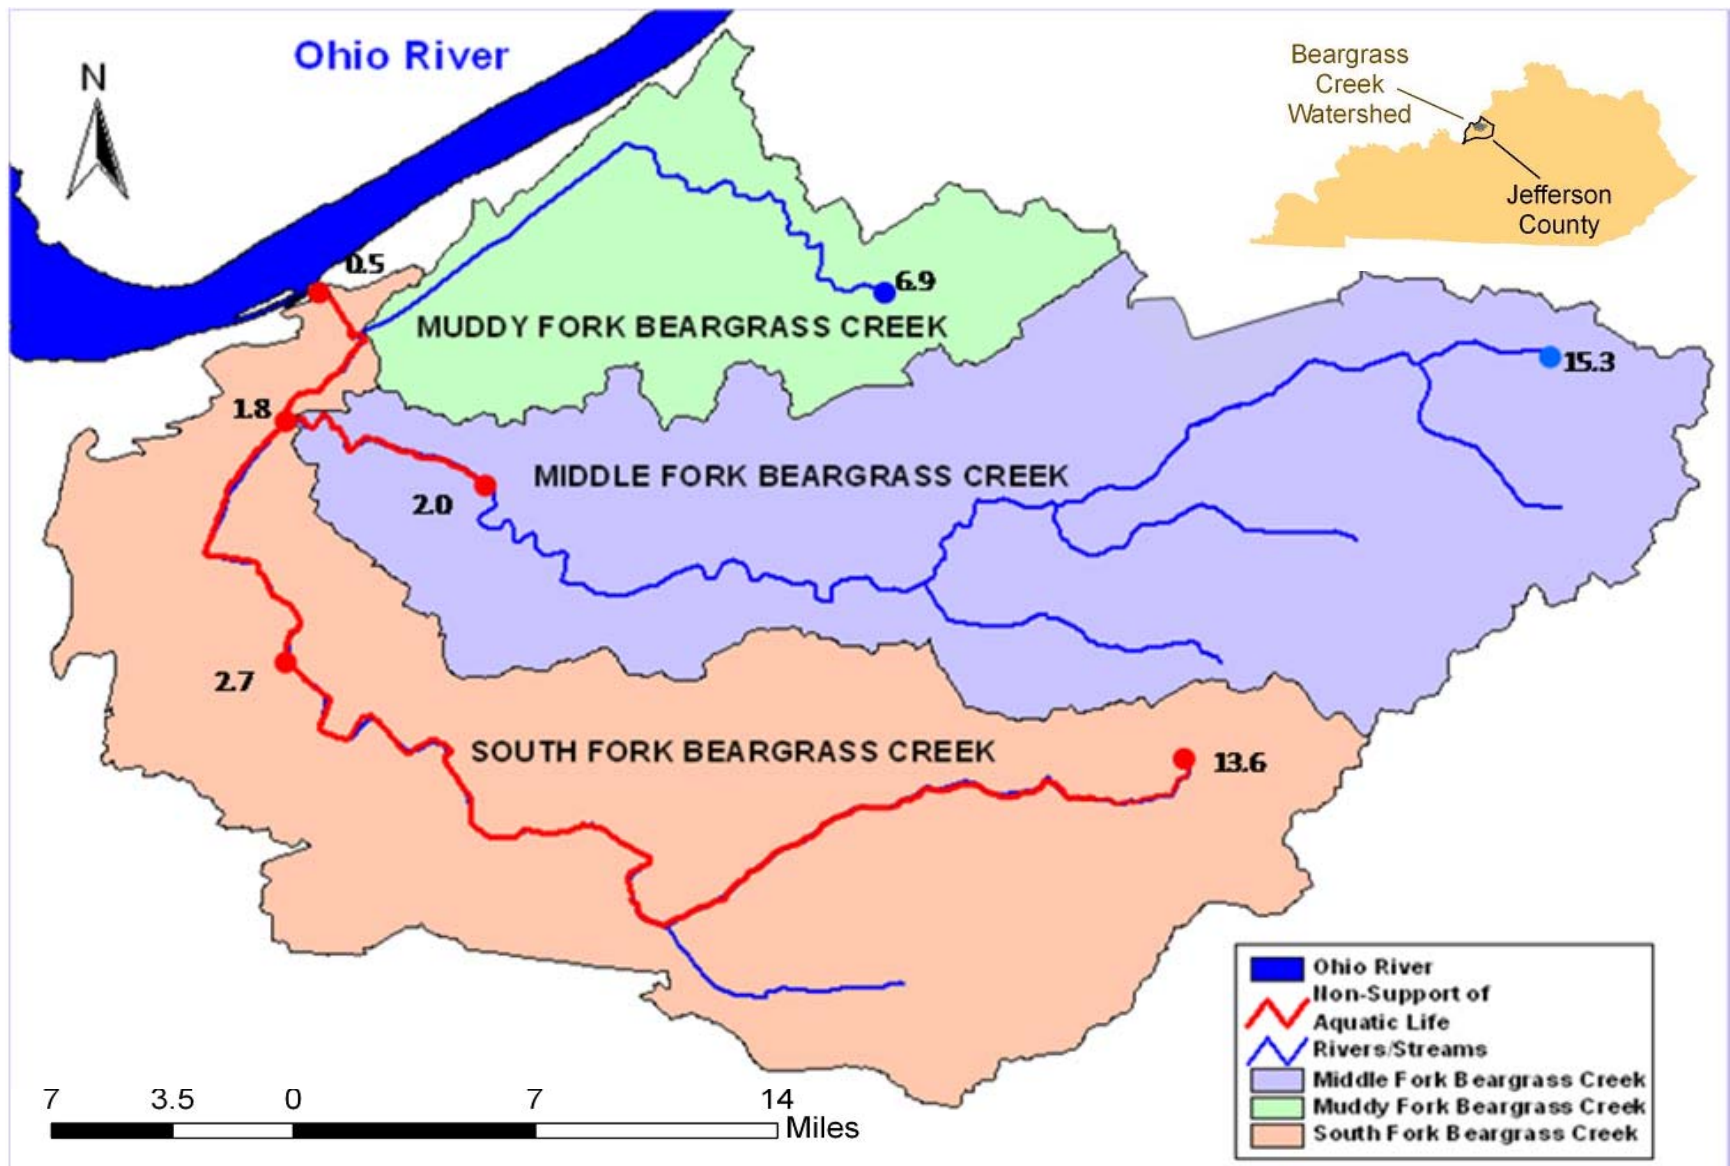 Ohio River
N
Beargrass
Creek
Watershed
Jefferson
County
0.5
6.9
MUDDY FORK BEARGRASS CREEK
15.3
1.8
MIDDLE FORK BEARGRASS CREEK
2.0
2.7
SOUTH FORK BEARGRASS CREEK
13.6
Ohio River
Non-Support of
Aquatic Life
Rivers/Streams
Middle Fork Beargrass Creek
Muddy Fork Beargrass Creek
South Fork Beargrass Creek
7 3.5 0 7 14
Miles